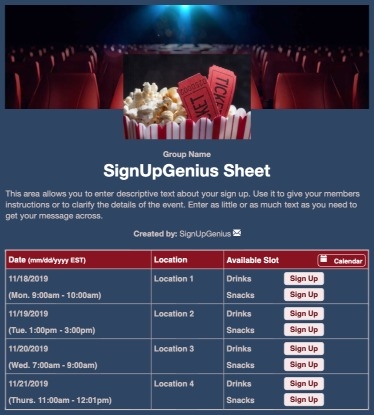 TICKET
TICKET
Group Name
SignUpGenius Sheet
This area allows you to enter descriptive text about your sign up. Use it to give your members
instructions or to clarify the details of the event. Enter as little or as much text as you need to
get your message across.
Created by: SignUpGenius
Date (mm/dd/yyyy EST) Location Available Slot Calendar
11/18/2019 Location 1 Drinks Sign Up
(Mon. 9:00am - 10:00am) Snacks Sign Up
11/19/2019 Location 2 Drinks Sign Up
(Tue. 1:00pm - 3:00pm) Snacks Sign Up
11/20/2019 Location 3 Drinks Sign Up
(Wed. 7:00am - 9:00am) Snacks Sign Up
11/21/2019 Location 4 Drinks Sign Up
(Thurs. 11:00am - 12:01pm) Snacks Sign Up